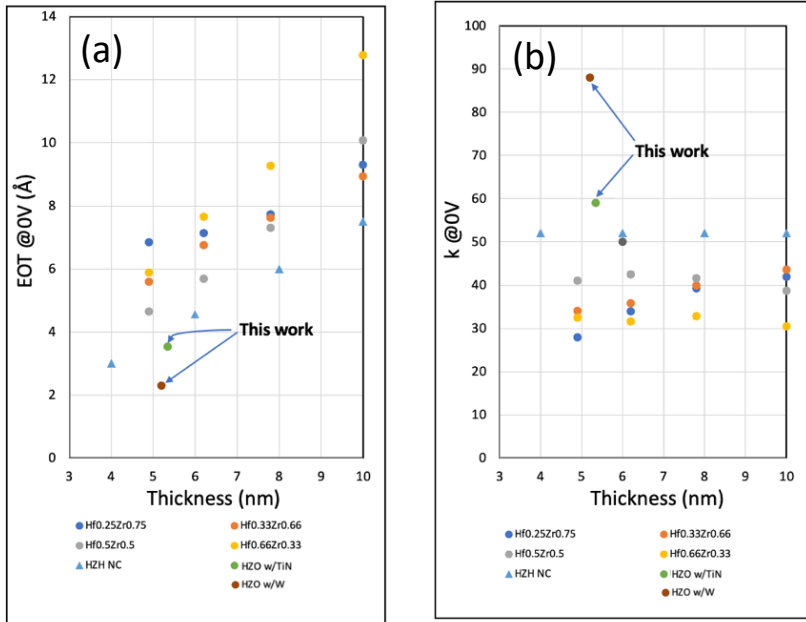 (a)
EOT @0V (Å)
14
12
10
8
6
4
2
0
This work
3 4 5 6 7 8 9 10
Thickness (nm)
Hf0.25Zr0.75 Hf0.33Zr0.66
Hf0.5Zr0.5 Hf0.66Zr0.33
HZH NC HZO w/TiN
HZO w/W
(b)
k @0V
100
90
80
70
60
50
40
30
20
10
0
This work
3 4 5 6 7 8 9 10
Thickness (nm)
Hf0.25Zr0.75 Hf0.33Zr0.66
Hf0.5Zr0.5 Hf0.66Zr0.33
HZH NC HZO w/TiN
HZO w/W